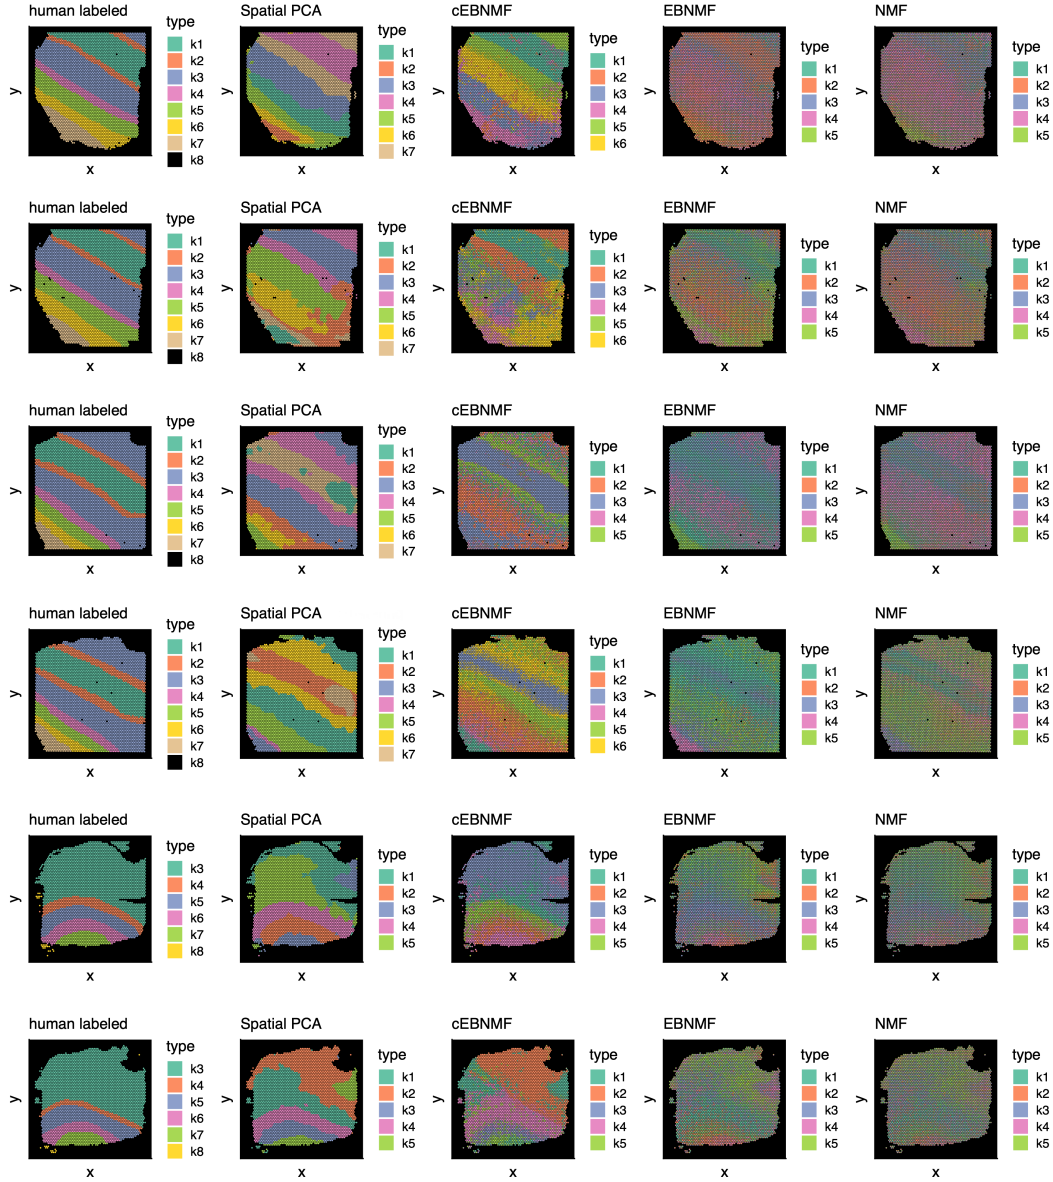 human labeled
type
k1
k2
k3
k4
k5
k6
k7
k8
y
x
Spatial PCA
type
k1
k2
k3
k4
k5
k6
k7
y
x
cEBNMF
type
k1
k2
k3
k4
k5
k6
y
x
EBNMF
type
k1
k2
k3
k4
k5
y
x
NMF
type
k1
k2
k3
k4
k5
y
x
human labeled
type
k1
k2
k3
k4
k5
k6
k7
k8
y
x
Spatial PCA
type
k1
k2
k3
k4
k5
k6
k7
y
x
cEBNMF
type
k1
k2
k3
k4
k5
k6
y
x
EBNMF
type
k1
k2
k3
k4
k5
y
x
NMF
type
k1
k2
k3
k4
k5
y
x
human labeled
type
k1
k2
k3
k4
k5
k6
k7
k8
y
x
Spatial PCA
type
k1
k2
k3
k4
k5
k6
k7
y
x
cEBNMF
type
k1
k2
k3
k4
k5
y
x
EBNMF
type
k1
k2
k3
k4
k5
y
x
NMF
type
k1
k2
k3
k4
k5
y
x
human labeled
type
k1
k2
k3
k4
k5
k6
k7
k8
y
x
Spatial PCA
type
k1
k2
k3
k4
k5
k6
k7
y
x
cEBNMF
type
k1
k2
k3
k4
k5
k6
y
x
EBNMF
type
k1
k2
k3
k4
k5
y
x
NMF
type
k1
k2
k3
k4
k5
y
x
human labeled
type
k3
k4
k5
k6
k7
k8
y
x
Spatial PCA
type
k1
k2
k3
k4
k5
y
x
cEBNMF
type
k1
k2
k3
k4
k5
y
x
EBNMF
type
k1
k2
k3
k4
k5
y
x
NMF
type
k1
k2
k3
k4
k5
y
x
human labeled
type
k3
k4
k5
k6
k7
k8
y
x
Spatial PCA
type
k1
k2
k3
k4
k5
y
x
cEBNMF
type
k1
k2
k3
k4
k5
y
x
EBNMF
type
k1
k2
k3
k4
k5
y
x
NMF
type
k1
k2
k3
k4
k5
y
x